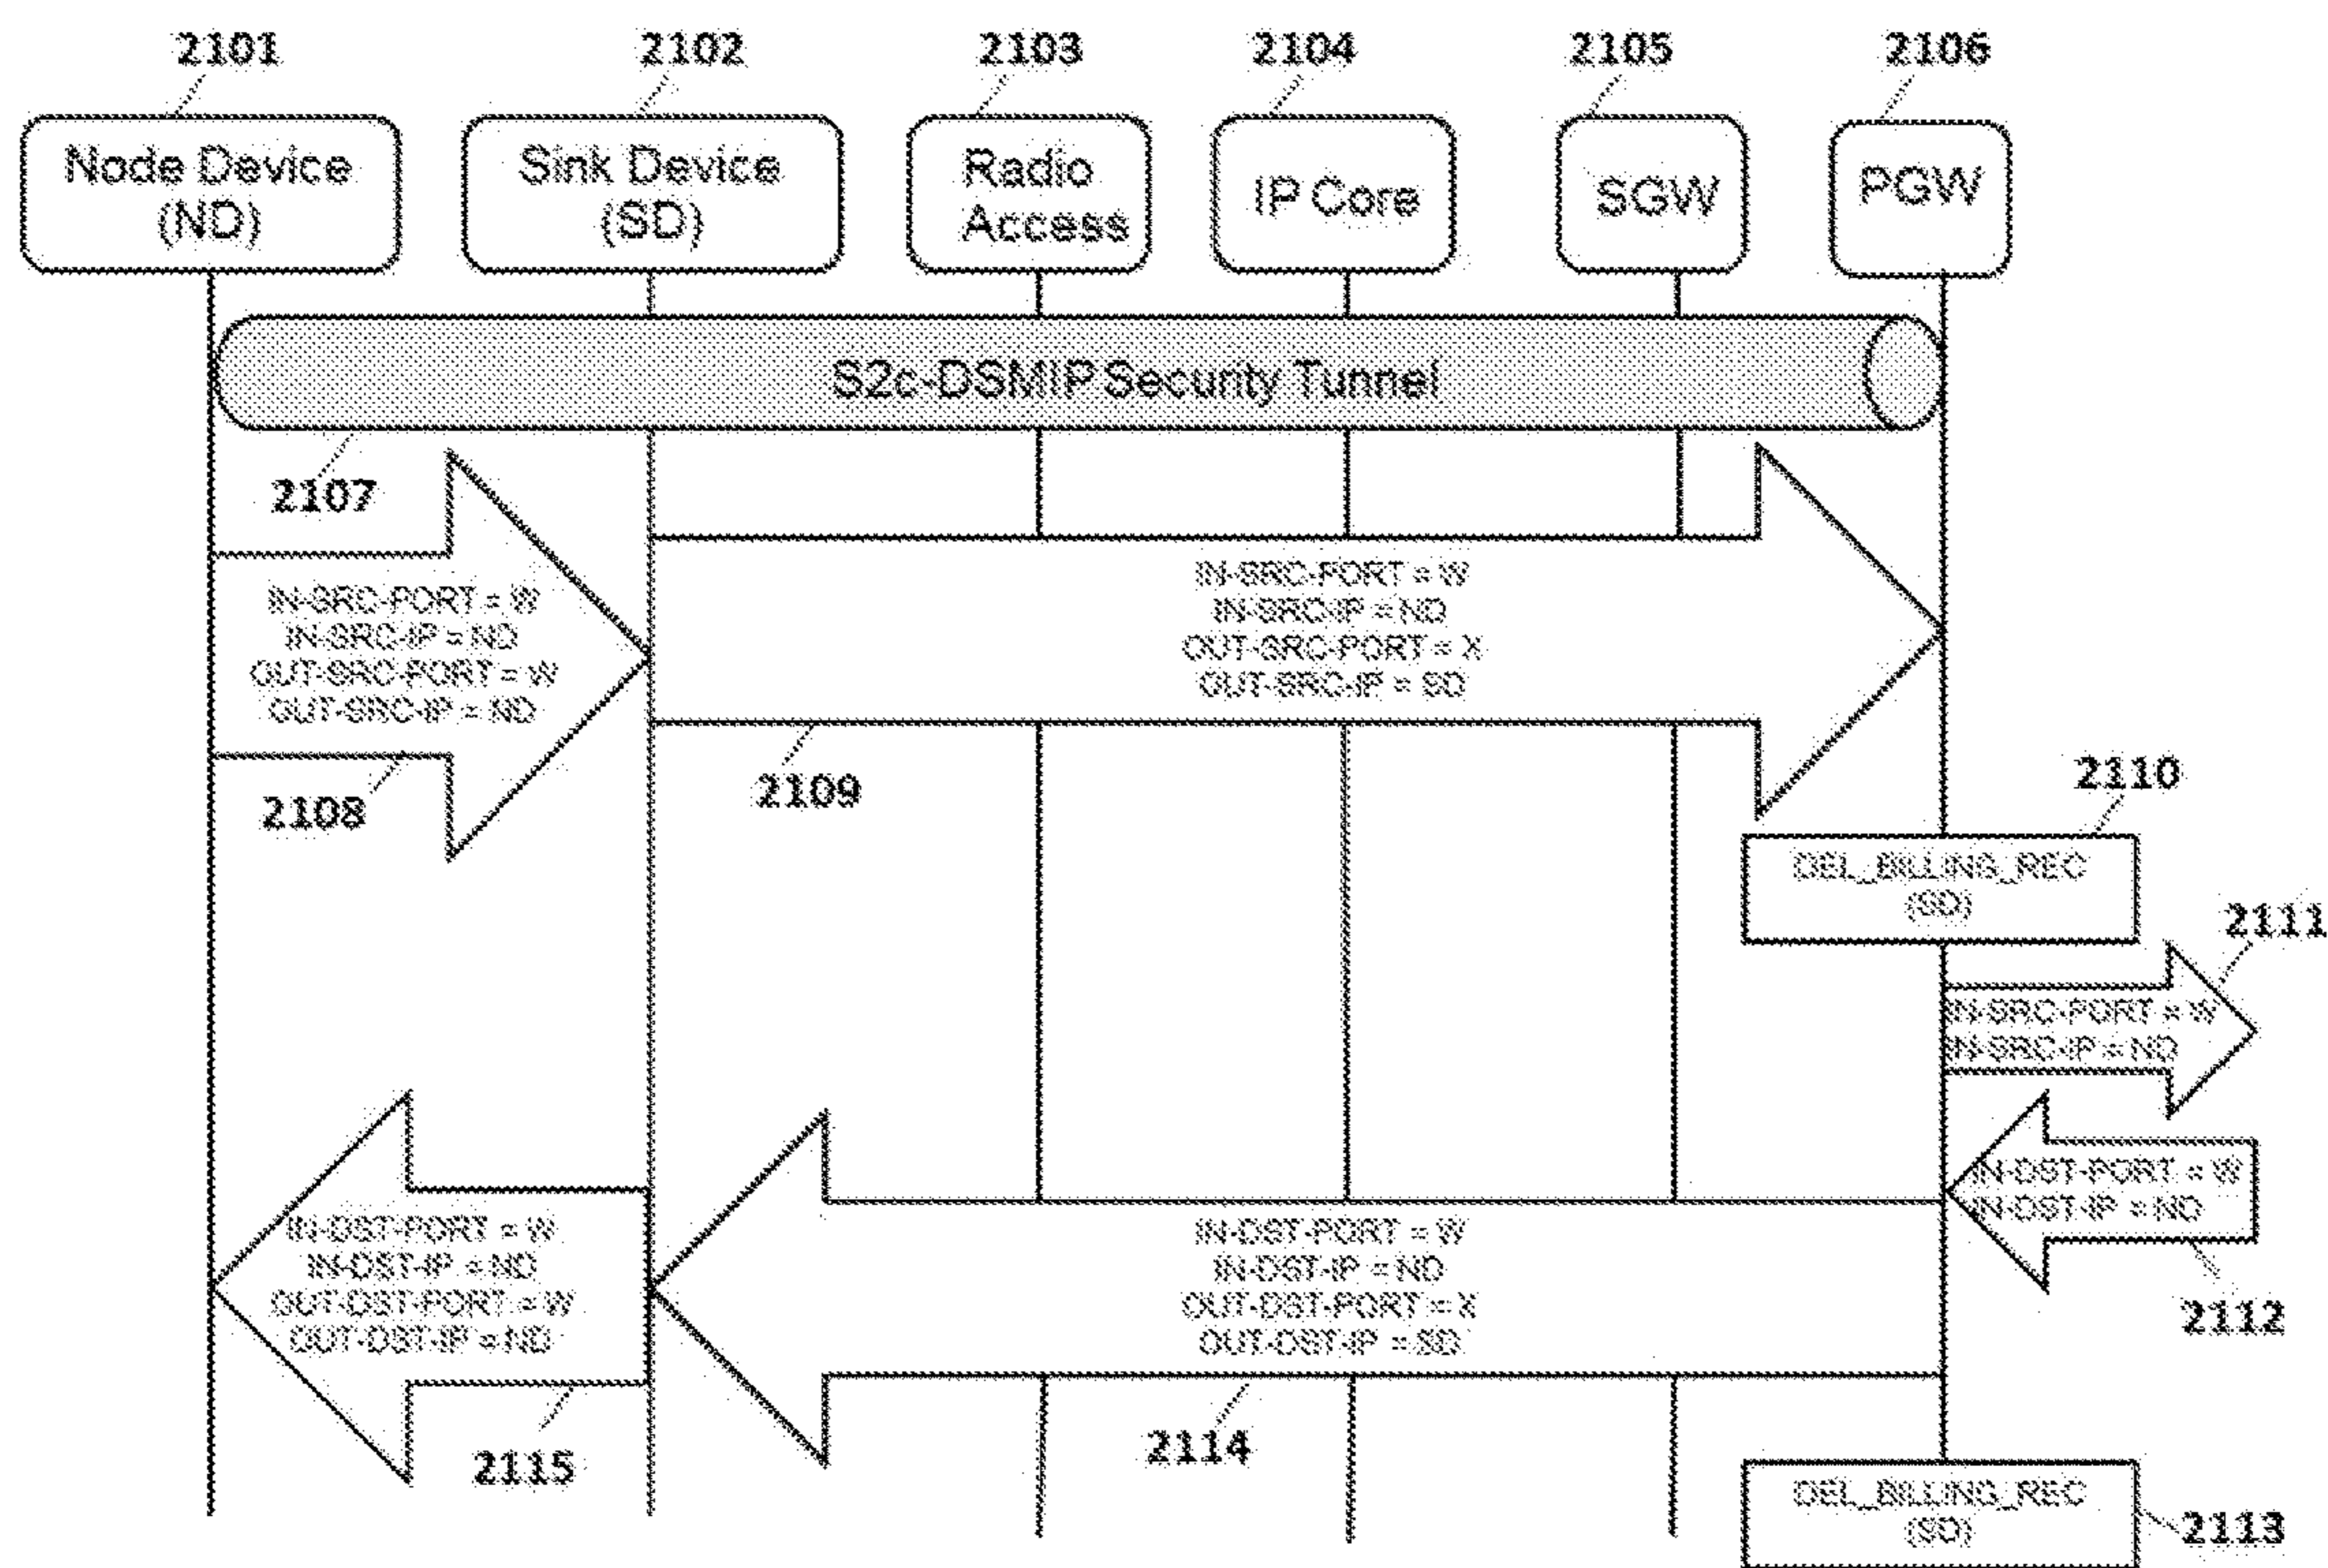 2101 2102 2103 2104 2105 2106
Node Device
(ND)
Sink Device
(SD)
Radio
Access
IP Core
SGW
PGW
S2c-DSMIP Security Tunnel
2107
IN-SRC-PORT = W
IN-SRC-IP = ND
OUT-SRC-PORT = W
OUT-SRC-IP = ND
2108
IN-SRC-PORT = W
IN-SRC-IP = ND
OUT-SRC-PORT = X
OUT-SRC-IP = SD
2109
2110
DEL_BILLING_REC
(SD)
2111
IN-SRC-PORT = W
IN-SRC-IP = ND
IN-DST-PORT = W
IN-DST-IP = ND
2112
IN-DST-PORT = W
IN-DST-IP = ND
OUT-DST-PORT = X
OUT-DST-IP = SD
2114
IN-DST-PORT = W
IN-DST-IP = ND
OUT-DST-PORT = W
OUT-DST-IP = ND
2115
DEL_BILLING_REC
(SD)
2113